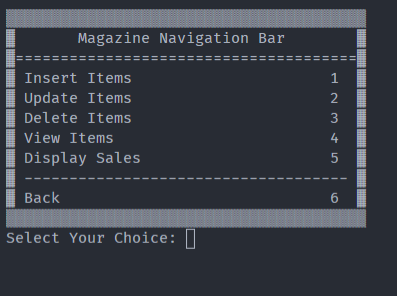 Magazine Navigation Bar
=====================================
Insert Items 1
Update Items 2
Delete Items 3
View Items 4
Display Sales 5
------------------------------------
Back 6
Select Your Choice: